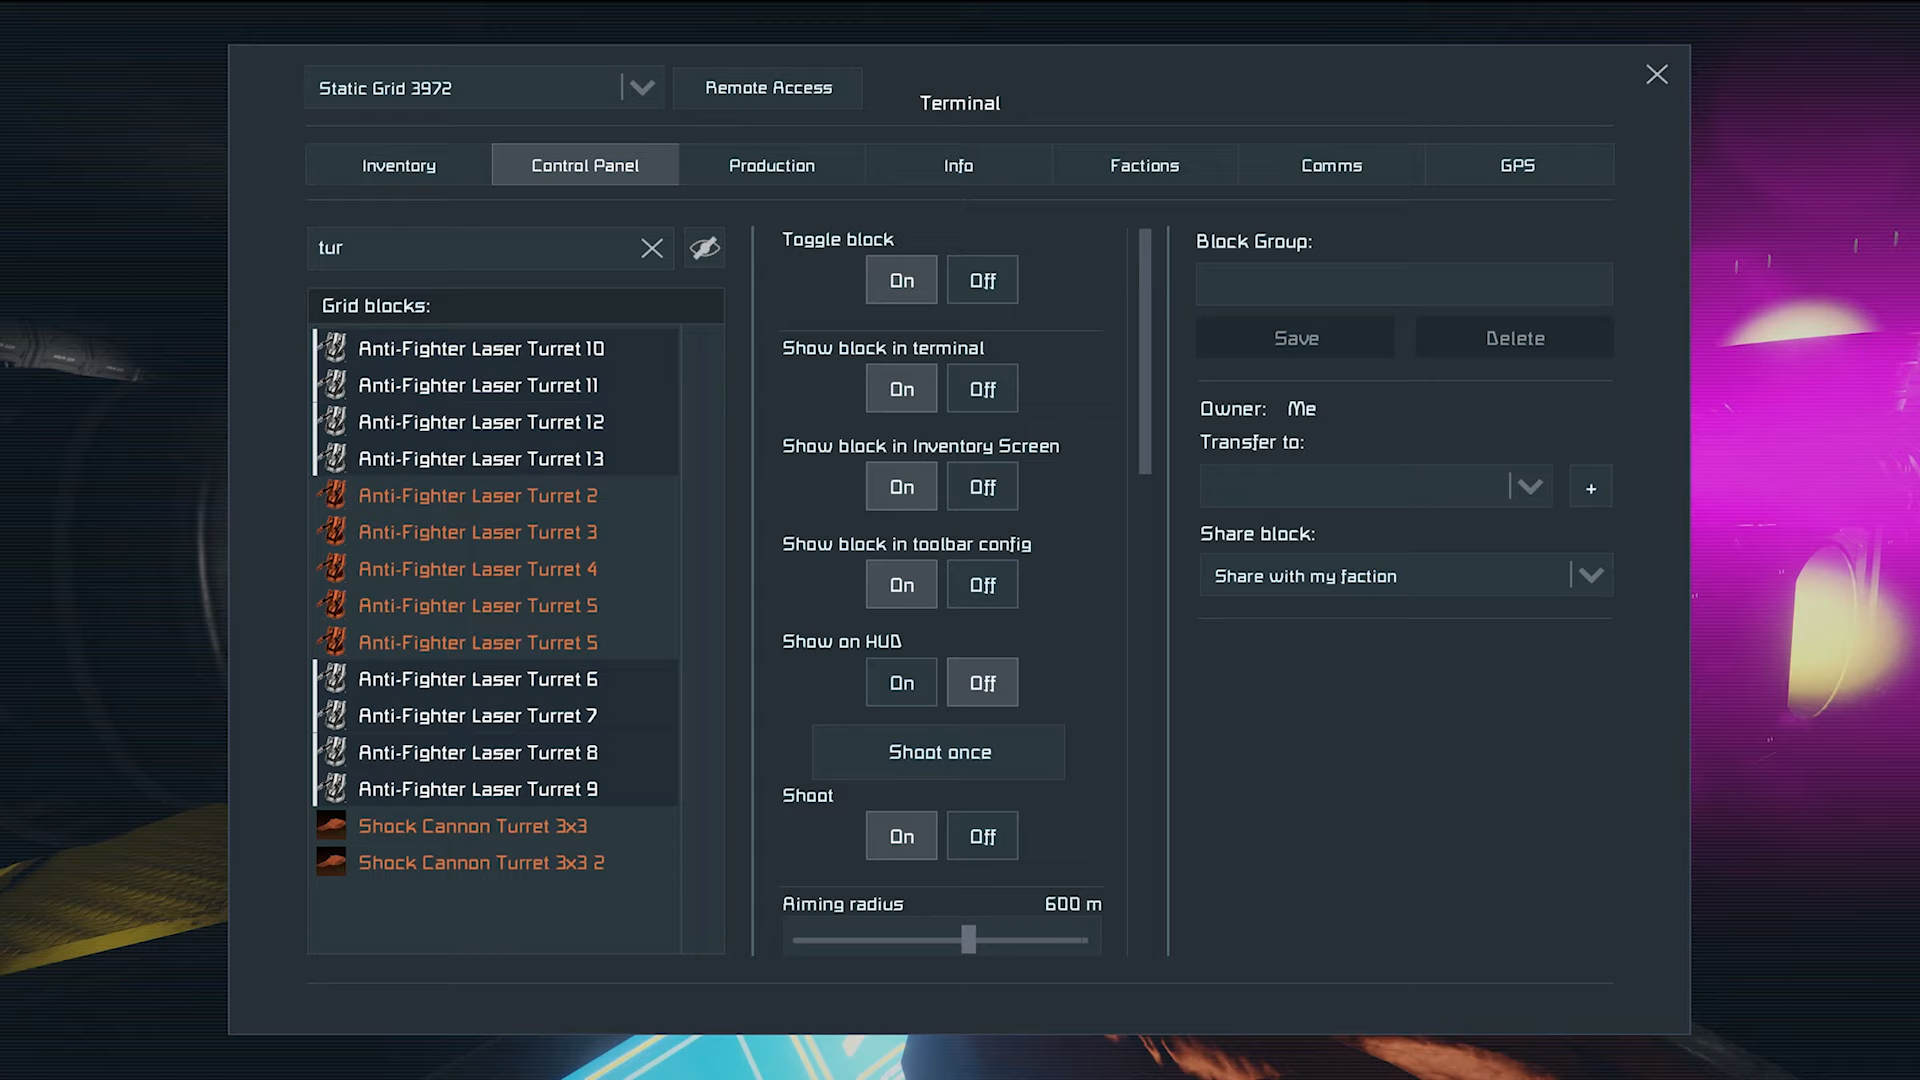 Static Grid 3972
Remote Access
Terminal
Inventory
Control Panel
Production
Info
Factions
Comms
GPS
tur
Grid blocks:
Anti-Fighter Laser Turret 10
Anti-Fighter Laser Turret 11
Anti-Fighter Laser Turret 12
Anti-Fighter Laser Turret 13
Anti-Fighter Laser Turret 2
Anti-Fighter Laser Turret 3
Anti-Fighter Laser Turret 4
Anti-Fighter Laser Turret 5
Anti-Fighter Laser Turret 5
Anti-Fighter Laser Turret 6
Anti-Fighter Laser Turret 7
Anti-Fighter Laser Turret 8
Anti-Fighter Laser Turret 9
Shock Cannon Turret 3x3
Shock Cannon Turret 3x3 2
Toggle block
On Off
Show block in terminal
On Off
Show block in Inventory Screen
On Off
Show block in toolbar config
On Off
Show on HUD
On Off
Shoot once
Shoot
On Off
Aiming radius 600 m
Block Group:
Save Delete
Owner: Me
Transfer to:
+
Share block:
Share with my faction